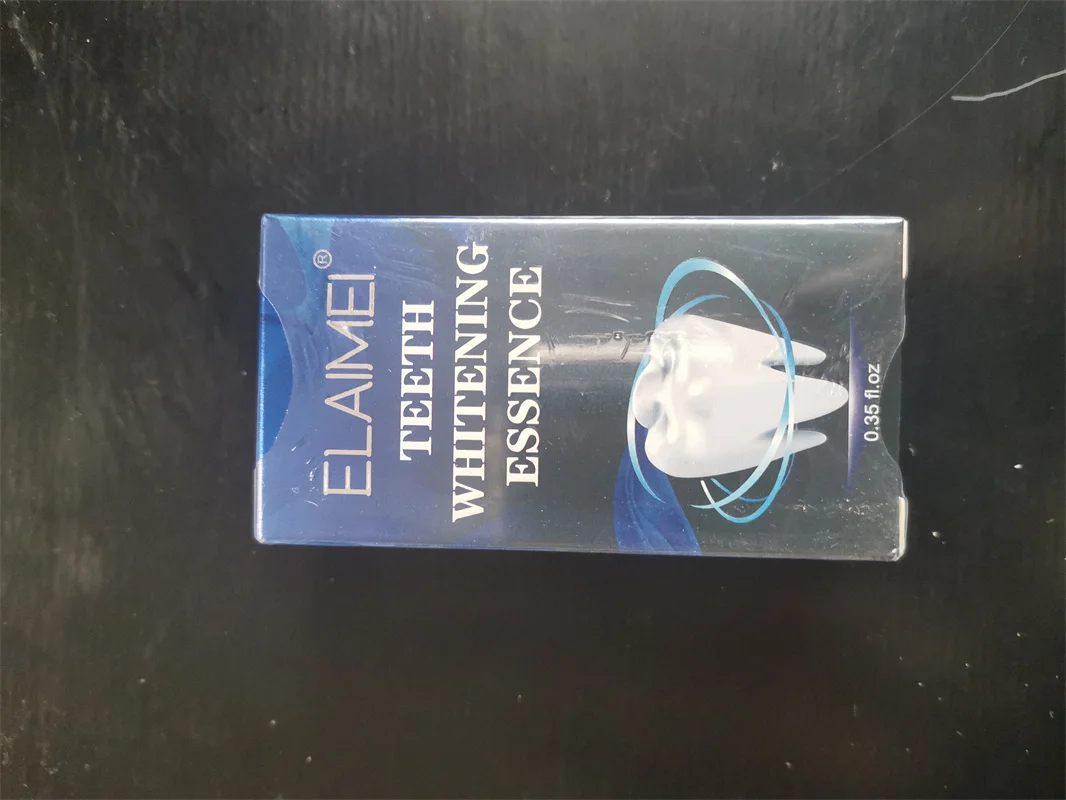 ELAIMEI®
TEETH
WHITENING
ESSENCE
0.35 fl.oz